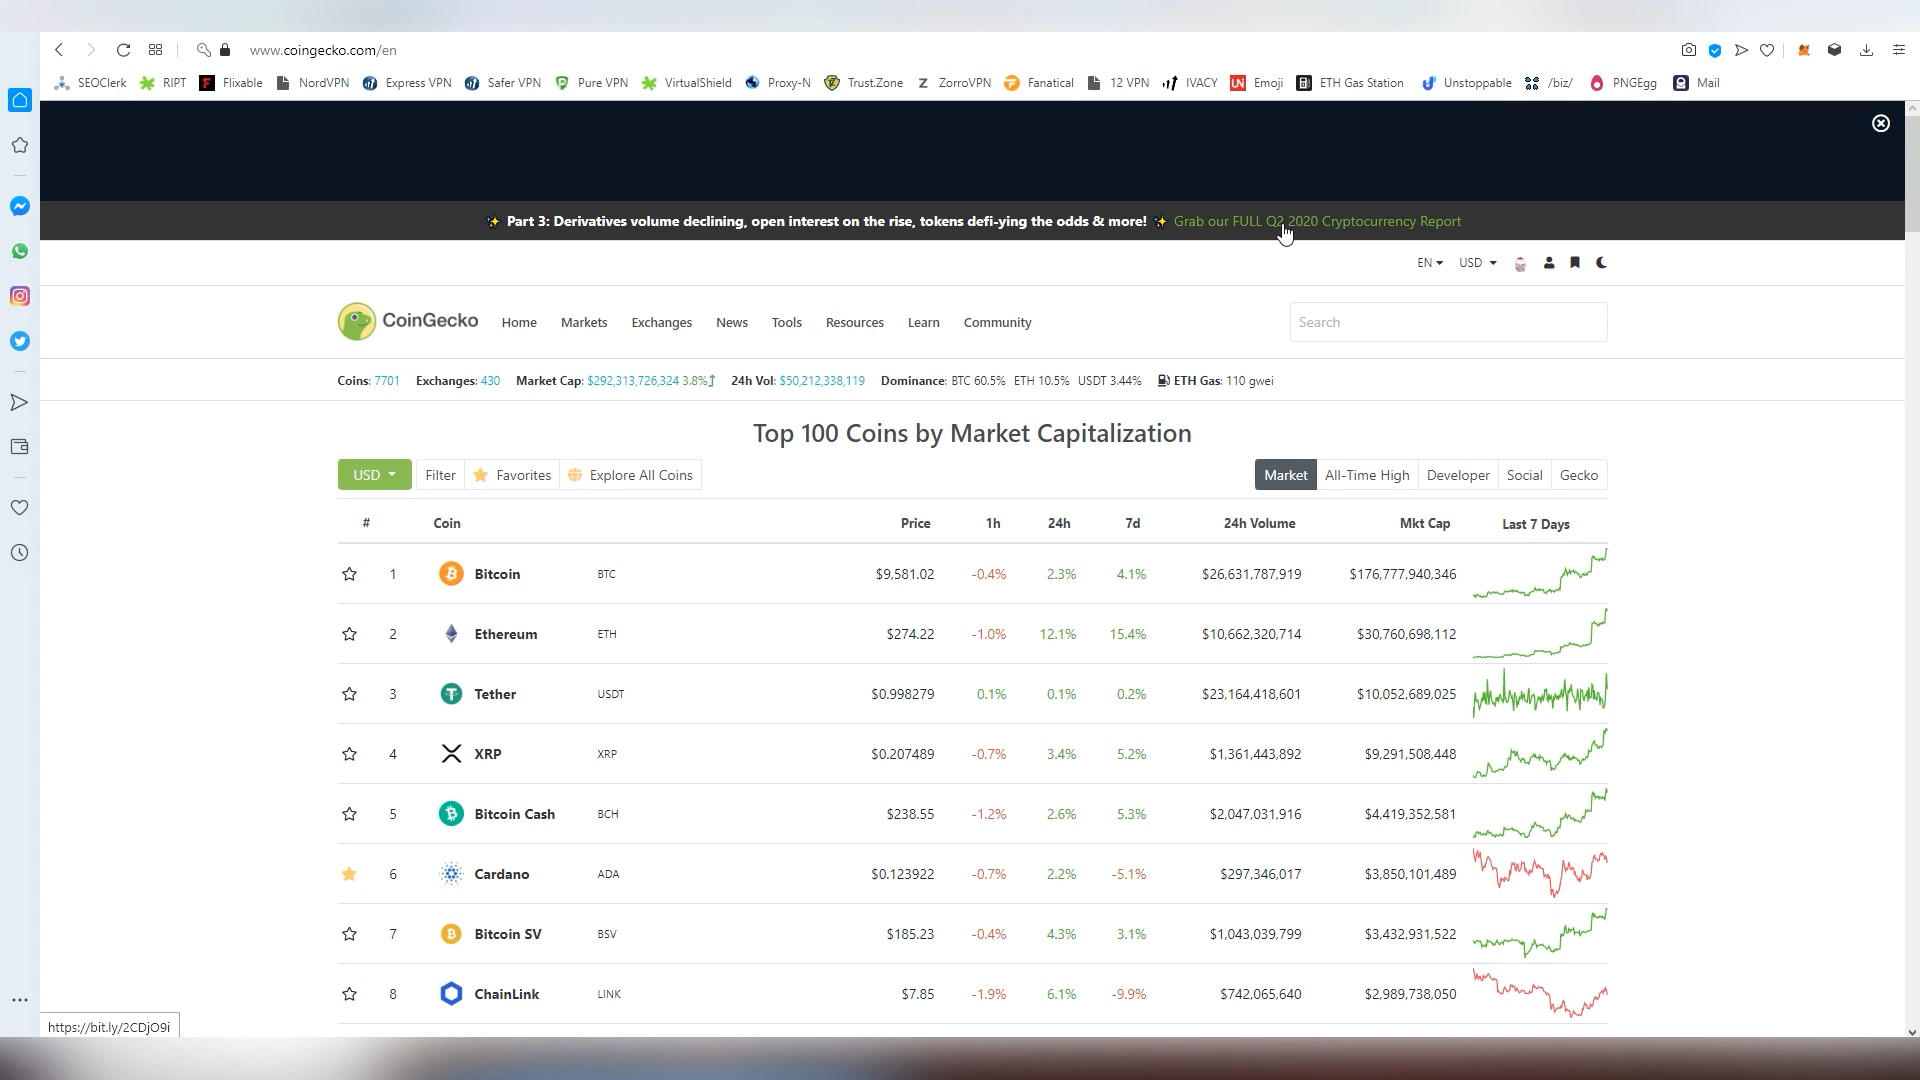 www.coingecko.com/en
SEOClerk RIPT Flixable NordVPN Express VPN Safer VPN Pure VPN VirtualShield Proxy-N Trust.Zone ZorroVPN Fanatical 12 VPN IVACY UN Emoji ETH Gas Station Unstoppable /biz/ PNGEgg Mail
Part 3: Derivatives volume declining, open interest on the rise, tokens defi-ying the odds & more! Grab our FULL Q2 2020 Cryptocurrency Report
EN USD
CoinGecko Home Markets Exchanges News Tools Resources Learn Community Search
Coins: 7701 Exchanges: 430 Market Cap: $292,313,726,324 3.8% 24h Vol: $50,212,338,119 Dominance: BTC 60.5% ETH 10.5% USDT 3.44% ETH Gas: 110 gwei
Top 100 Coins by Market Capitalization
USD Filter Favorites Explore All Coins Market All-Time High Developer Social Gecko
# Coin Price 1h 24h 7d 24h Volume Mkt Cap Last 7 Days
1 Bitcoin BTC $9,581.02 -0.4% 2.3% 4.1% $26,631,787,919 $176,777,940,346
2 Ethereum ETH $274.22 -1.0% 12.1% 15.4% $10,662,320,714 $30,760,698,112
3 Tether USDT $0.998279 0.1% 0.1% 0.2% $23,164,418,601 $10,052,689,025
4 XRP XRP $0.207489 -0.7% 3.4% 5.2% $1,361,443,892 $9,291,508,448
5 Bitcoin Cash BCH $238.55 -1.2% 2.6% 5.3% $2,047,031,916 $4,419,352,581
6 Cardano ADA $0.123922 -0.7% 2.2% -5.1% $297,346,017 $3,850,101,489
7 Bitcoin SV BSV $185.23 -0.4% 4.3% 3.1% $1,043,039,799 $3,432,931,522
8 ChainLink LINK $7.85 -1.9% 6.1% -9.9% $742,065,640 $2,989,738,050
https://bit.ly/2CDjO9i